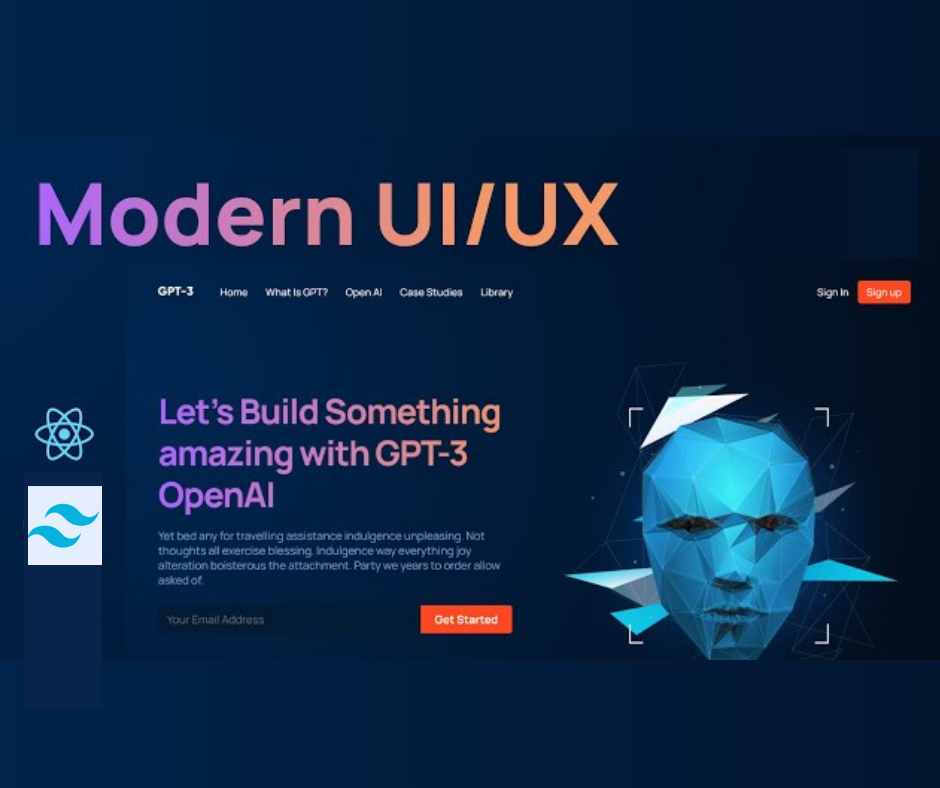 Modern UI/UX
GPT-3 Home What Is GPT? Open AI Case Studies Library Sign In Sign up
Let's Build Something
amazing with GPT-3
OpenAI
Yet bed any for travelling assistance indulgence unpleasing. Not
thoughts all exercise blessing. Indulgence way everything joy
alteration boisterous the attachment. Party we years to order allow
asked of.
Your Email Address Get Started